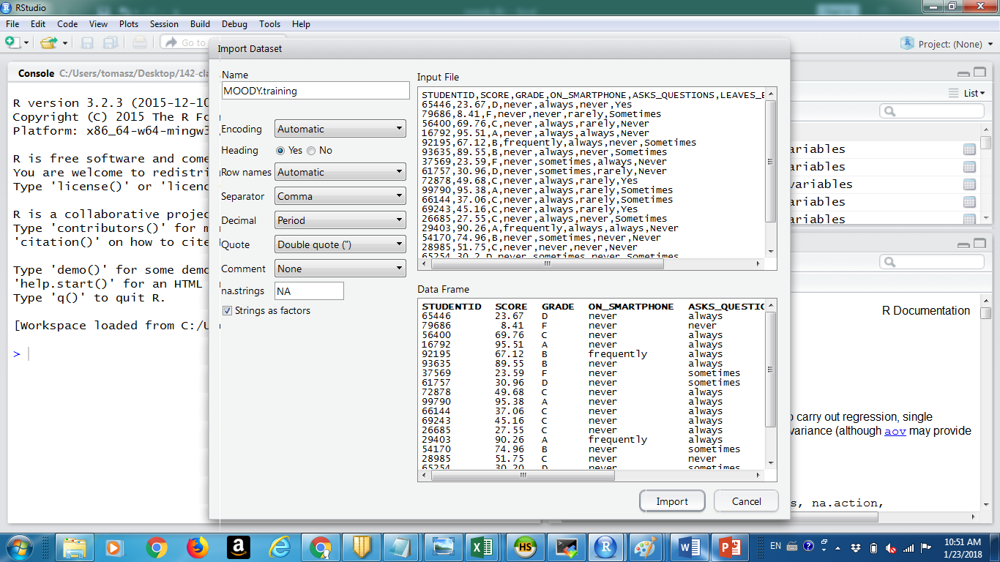 RStudio
File Edit Code View Plots Session Build Debug Tools Help
Go to
Project: (None)
Console C:/Users/tomasz/Desktop/142-cla
R version 3.2.3 (2015-12-10
Copyright (C) 2015 The R Fo
Platform: x86_64-w64-mingw3
R is free software and come
You are welcome to redistri
Type 'license()' or 'licenc
R is a collaborative projec
Type 'contributors()' for m
'citation()' on how to cite
Type 'demo()' for some demo
'help.start()' for an HTML
Type 'q()' to quit R.
[Workspace loaded from C:/U
>
Import Dataset
Name
MOODY.training
Encoding Automatic
Heading Yes No
Row names Automatic
Separator Comma
Decimal Period
Quote Double quote (")
Comment None
na.strings NA
Strings as factors
Input File
STUDENTID,SCORE,GRADE,ON_SMARTPHONE,ASKS_QUESTIONS,LEAVES_E
65446,23.67,D,never,always,never,Yes
79686,8.41,F,never,never,rarely,Sometimes
56400,69.76,C,never,always,rarely,Never
16792,95.51,A,never,always,always,Never
92195,67.12,B,frequently,always,never,Sometimes
93635,89.55,B,never,always,never,Sometimes
37569,23.59,F,never,sometimes,always,Never
61757,30.96,D,never,sometimes,rarely,Never
72878,49.68,C,never,always,rarely,Yes
99790,95.38,A,never,always,rarely,Sometimes
66144,37.06,C,never,always,rarely,Sometimes
69243,45.16,C,never,always,rarely,Yes
26685,27.55,C,never,always,never,Sometimes
29403,90.26,A,frequently,always,always,Never
54170,74.96,B,never,sometimes,never,Never
28985,51.75,C,never,never,never,Never
65254,30.2,D,never,sometimes,never,Sometimes
Data Frame
STUDENTID SCORE GRADE ON_SMARTPHONE ASKS_QUESTIO
65446 23.67 D never always
79686 8.41 F never never
56400 69.76 C never always
16792 95.51 A never always
92195 67.12 B frequently always
93635 89.55 B never always
37569 23.59 F never sometimes
61757 30.96 D never sometimes
72878 49.68 C never always
99790 95.38 A never always
66144 37.06 C never always
69243 45.16 C never always
26685 27.55 C never always
29403 90.26 A frequently always
54170 74.96 B never sometimes
28985 51.75 C never never
65254 30.20 D never sometimes
Import Cancel
List
ariables
ariables
variables
ariables
ariables
R Documentation
carry out regression, single
variance (although aov may provide
s, na.action,
EN
10:51 AM
1/23/2018